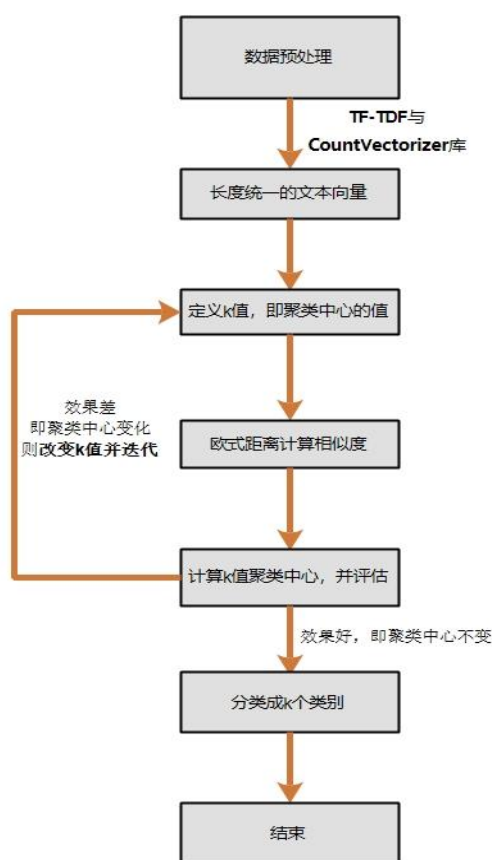 数据预处理
TF-TDF与
CountVectorizer库
长度统一的文本向量
定义k值，即聚类中心的值
效果差
即聚类中心变化
则改变k值并迭代
欧式距离计算相似度
计算k值聚类中心，并评估
效果好，即聚类中心不变
分类成k个类别
结束